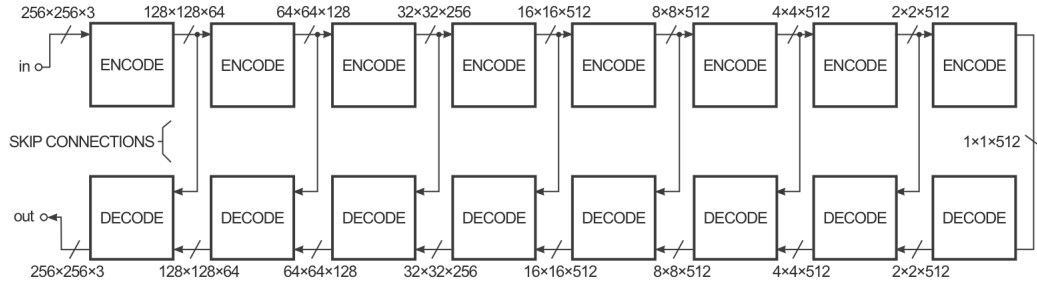 256×256×3 128×128×64 64×64×128 32×32×256 16×16×512 8×8×512 4×4×512 2×2×512
in ENCODE ENCODE ENCODE ENCODE ENCODE ENCODE ENCODE ENCODE
SKIP CONNECTIONS 1×1×512
out DECODE DECODE DECODE DECODE DECODE DECODE DECODE DECODE
256×256×3 128×128×64 64×64×128 32×32×256 16×16×512 8×8×512 4×4×512 2×2×512